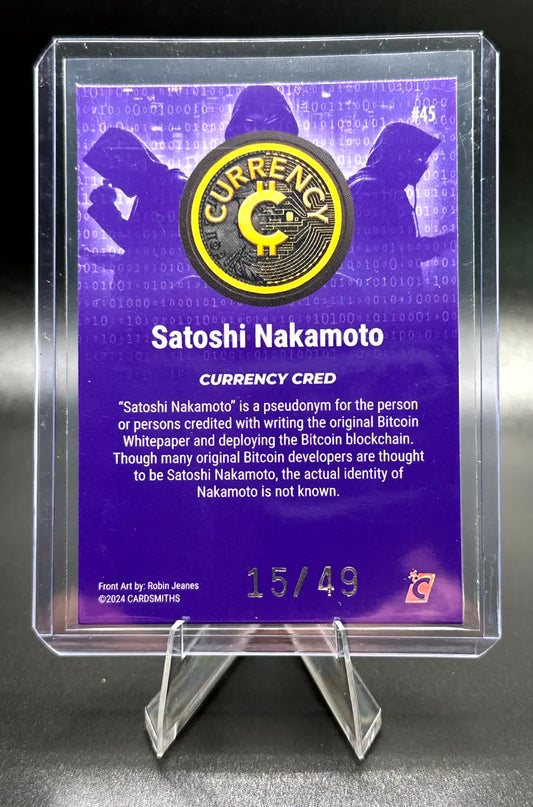 #45
CURRENCY
Satoshi Nakamoto
CURRENCY CRED
“Satoshi Nakamoto” is a pseudonym for the person
or persons credited with writing the original Bitcoin
Whitepaper and deploying the Bitcoin blockchain.
Though many original Bitcoin developers are thought
to be Satoshi Nakamoto, the actual identity of
Nakamoto is not known.
Front Art by: Robin Jeanes
©2024 CARDSMITHS
15/49
C